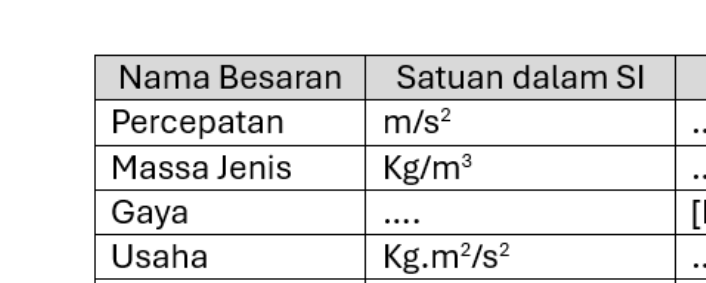 Nama Besaran Satuan dalam SI
Percepatan m/s² ..
Massa Jenis Kg/m³ ..
Gaya .... [
Usaha Kg.m²/s² ..